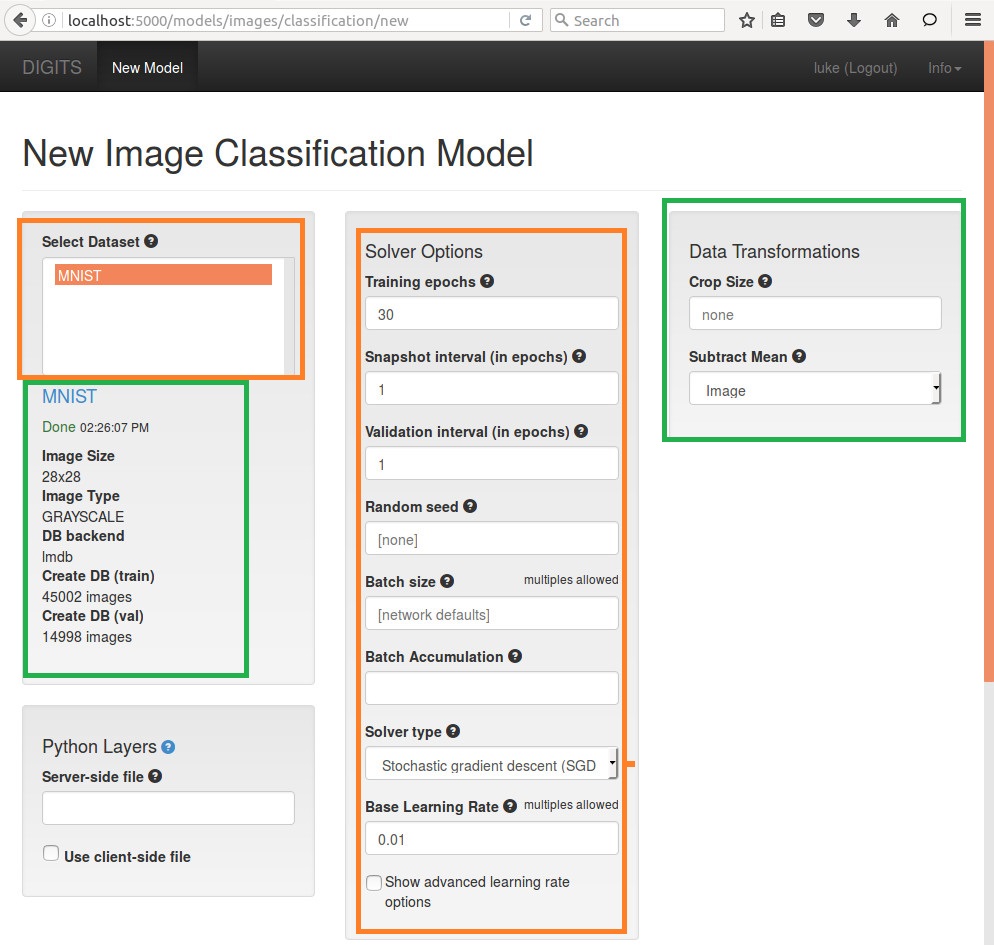 localhost:5000/models/images/classification/new
Search
DIGITS
New Model
luke (Logout)
Info
New Image Classification Model
Select Dataset
MNIST
MNIST
Done 02:26:07 PM
Image Size
28x28
Image Type
GRAYSCALE
DB backend
lmdb
Create DB (train)
45002 images
Create DB (val)
14998 images
Python Layers
Server-side file
Use client-side file
Solver Options
Training epochs
30
Snapshot interval (in epochs)
1
Validation interval (in epochs)
1
Random seed
[none]
Batch size multiples allowed
[network defaults]
Batch Accumulation
Solver type
Stochastic gradient descent (SGD
Base Learning Rate multiples allowed
0.01
Show advanced learning rate
options
Data Transformations
Crop Size
none
Subtract Mean
Image